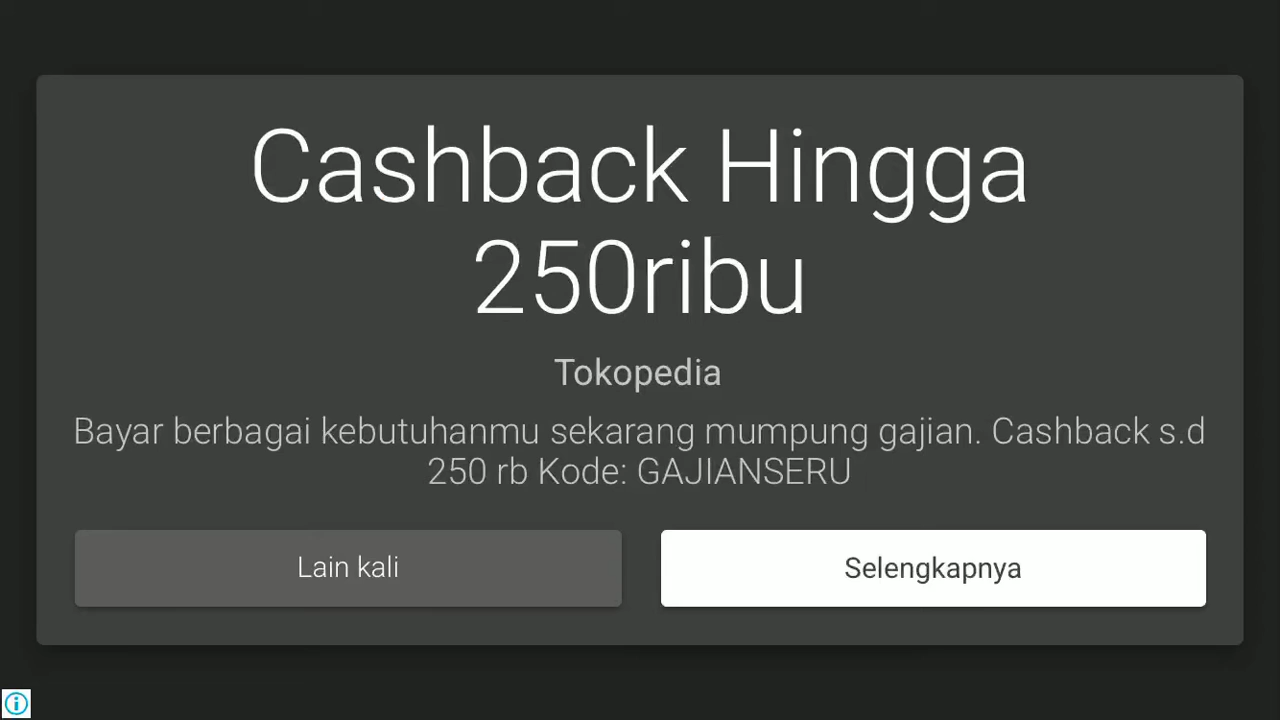 Cashback Hingga
250ribu
Tokopedia
Bayar berbagai kebutuhanmu sekarang mumpung gajian. Cashback s.d
250 rb Kode: GAJIANSERU
Lain kali
Selengkapnya